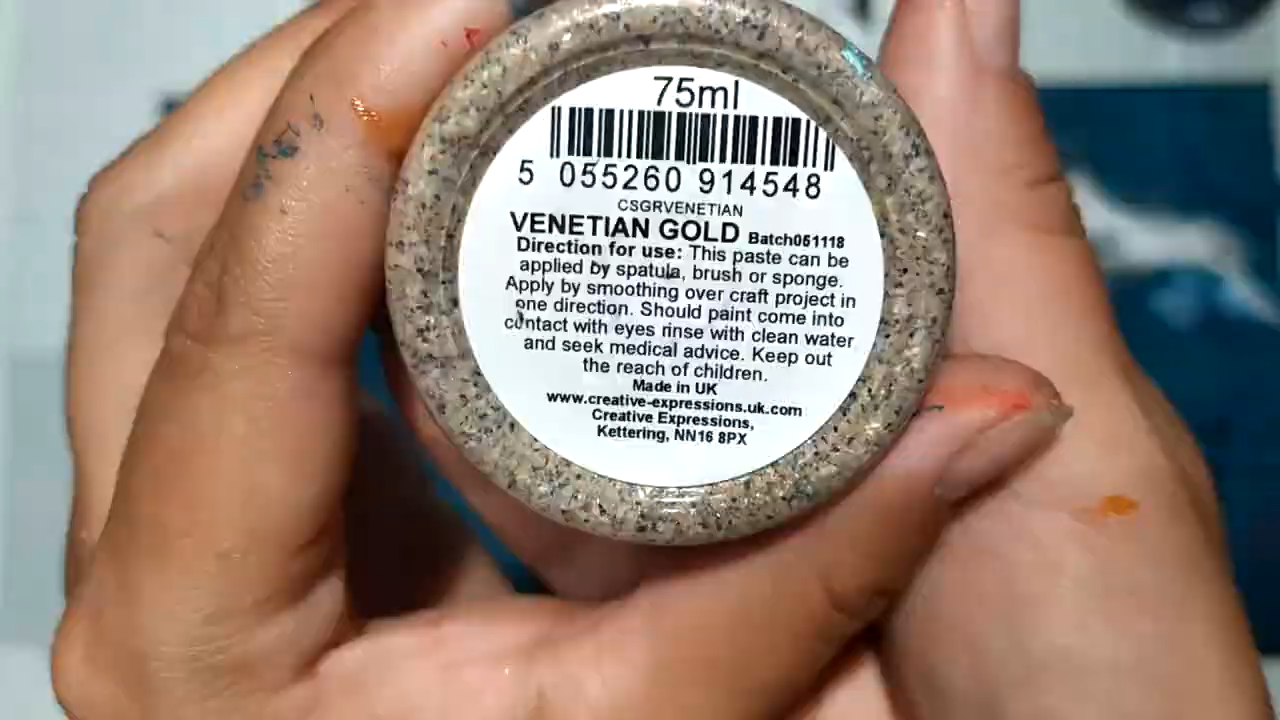 75ml
5 055260 914548
CSGRVENETIAN
VENETIAN GOLD Batch051118
Direction for use: This paste can be
applied by spatula, brush or sponge.
Apply by smoothing over craft project in
one direction. Should paint come into
contact with eyes rinse with clean water
and seek medical advice. Keep out
the reach of children.
Made in UK
www.creative-expressions.uk.com
Creative Expressions,
Kettering, NN16 8PX